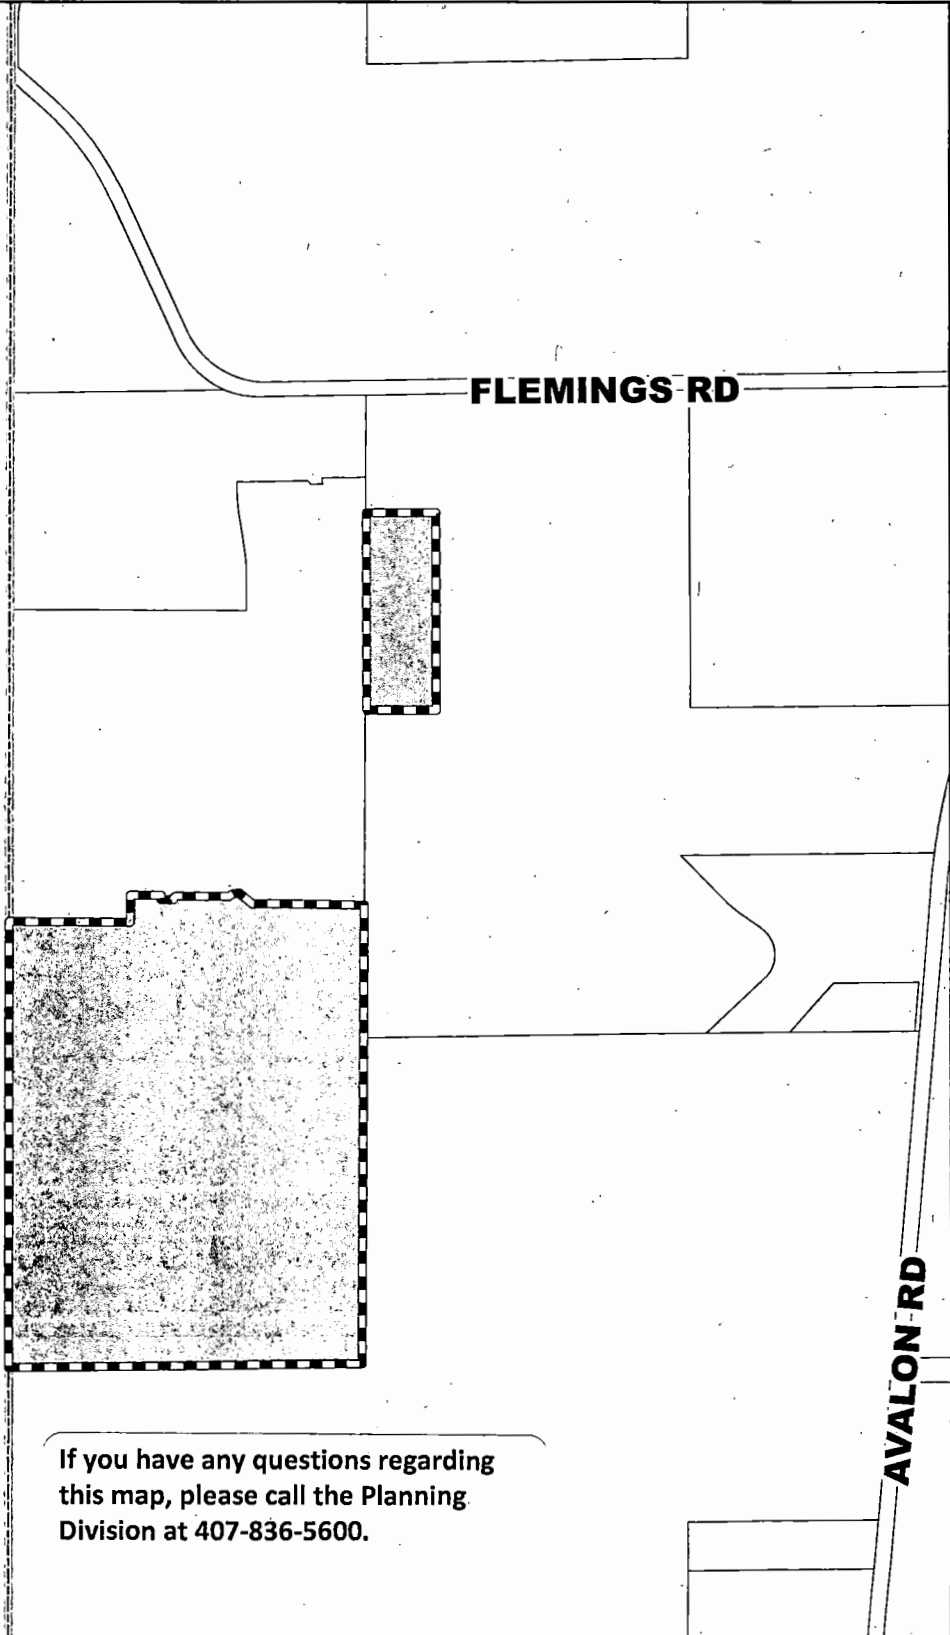 FLEMINGS RD
AVALON RD
If you have any questions regarding
this map, please call the Planning
Division at 407-836-5600.